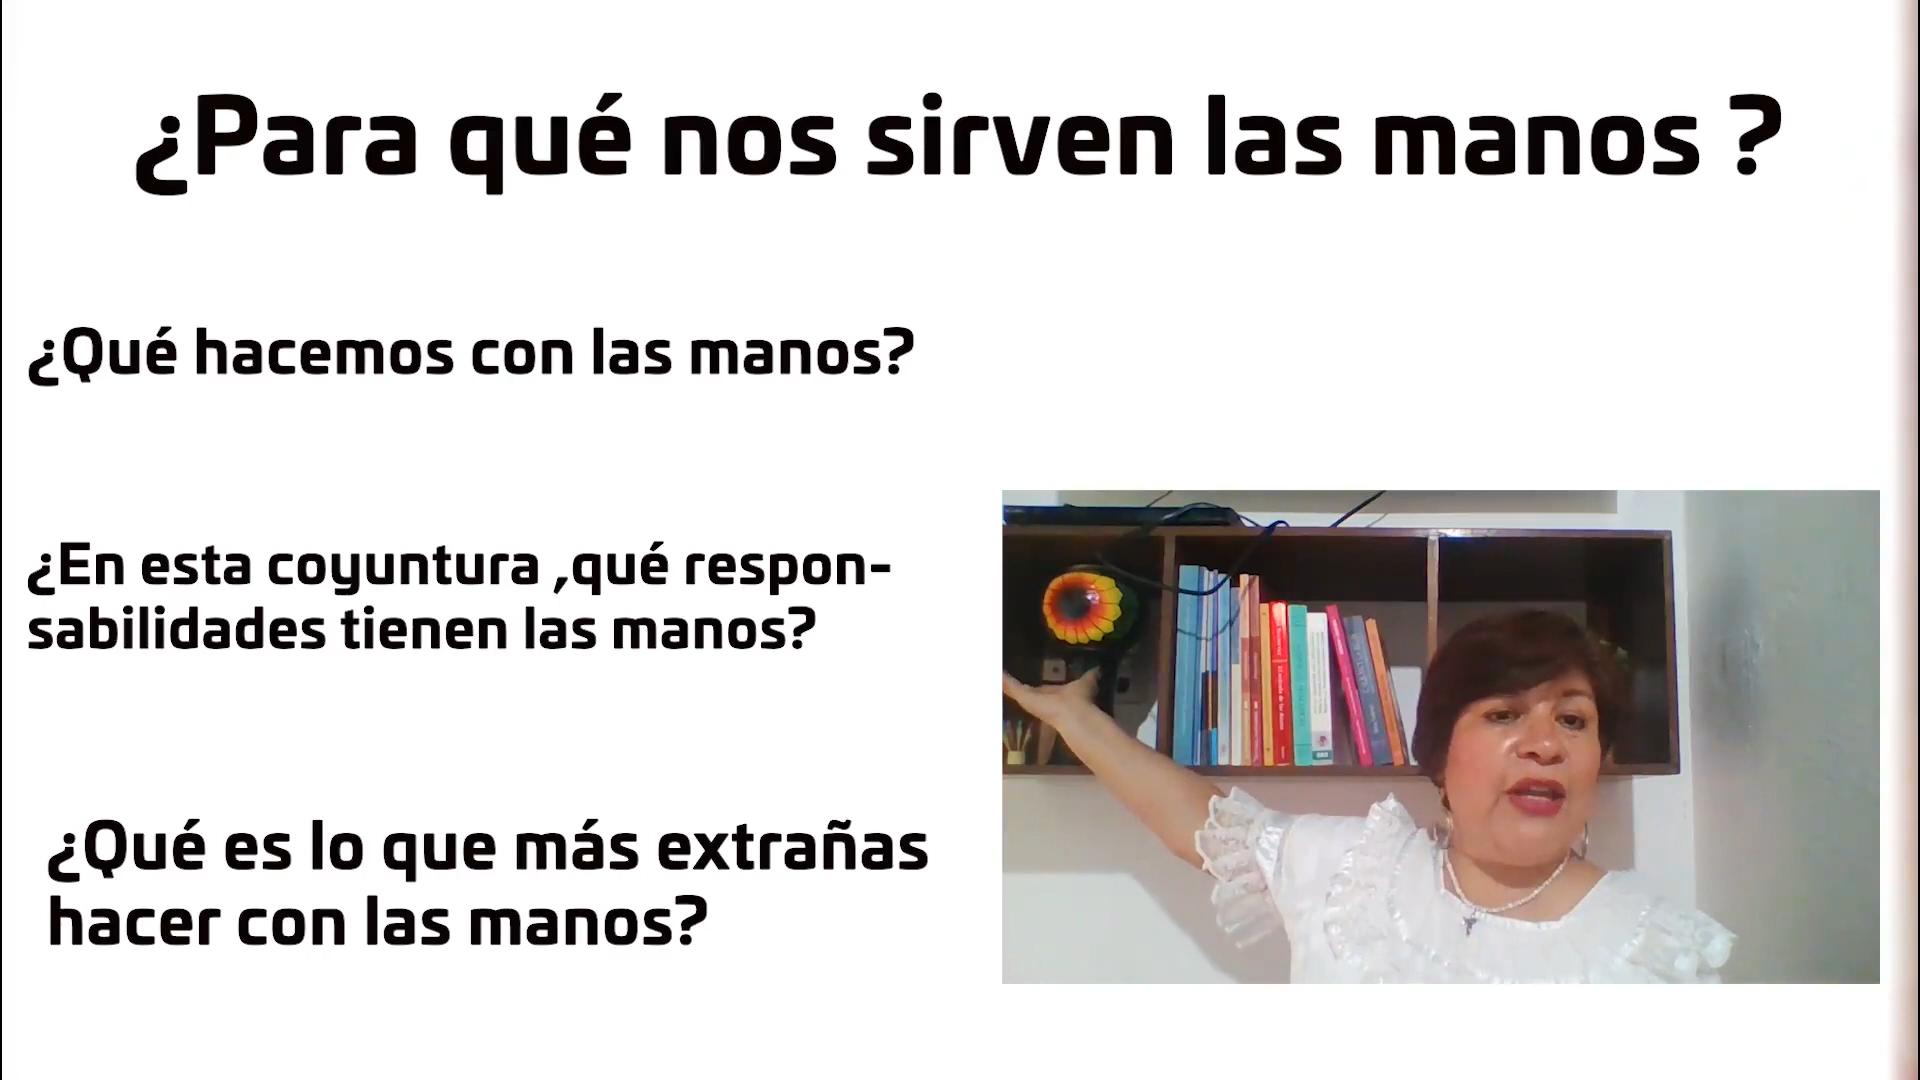 ¿Para qué nos sirven las manos ?
¿Qué hacemos con las manos?
¿En esta coyuntura ,qué respon-
sabilidades tienen las manos?
¿Qué es lo que más extrañas
hacer con las manos?